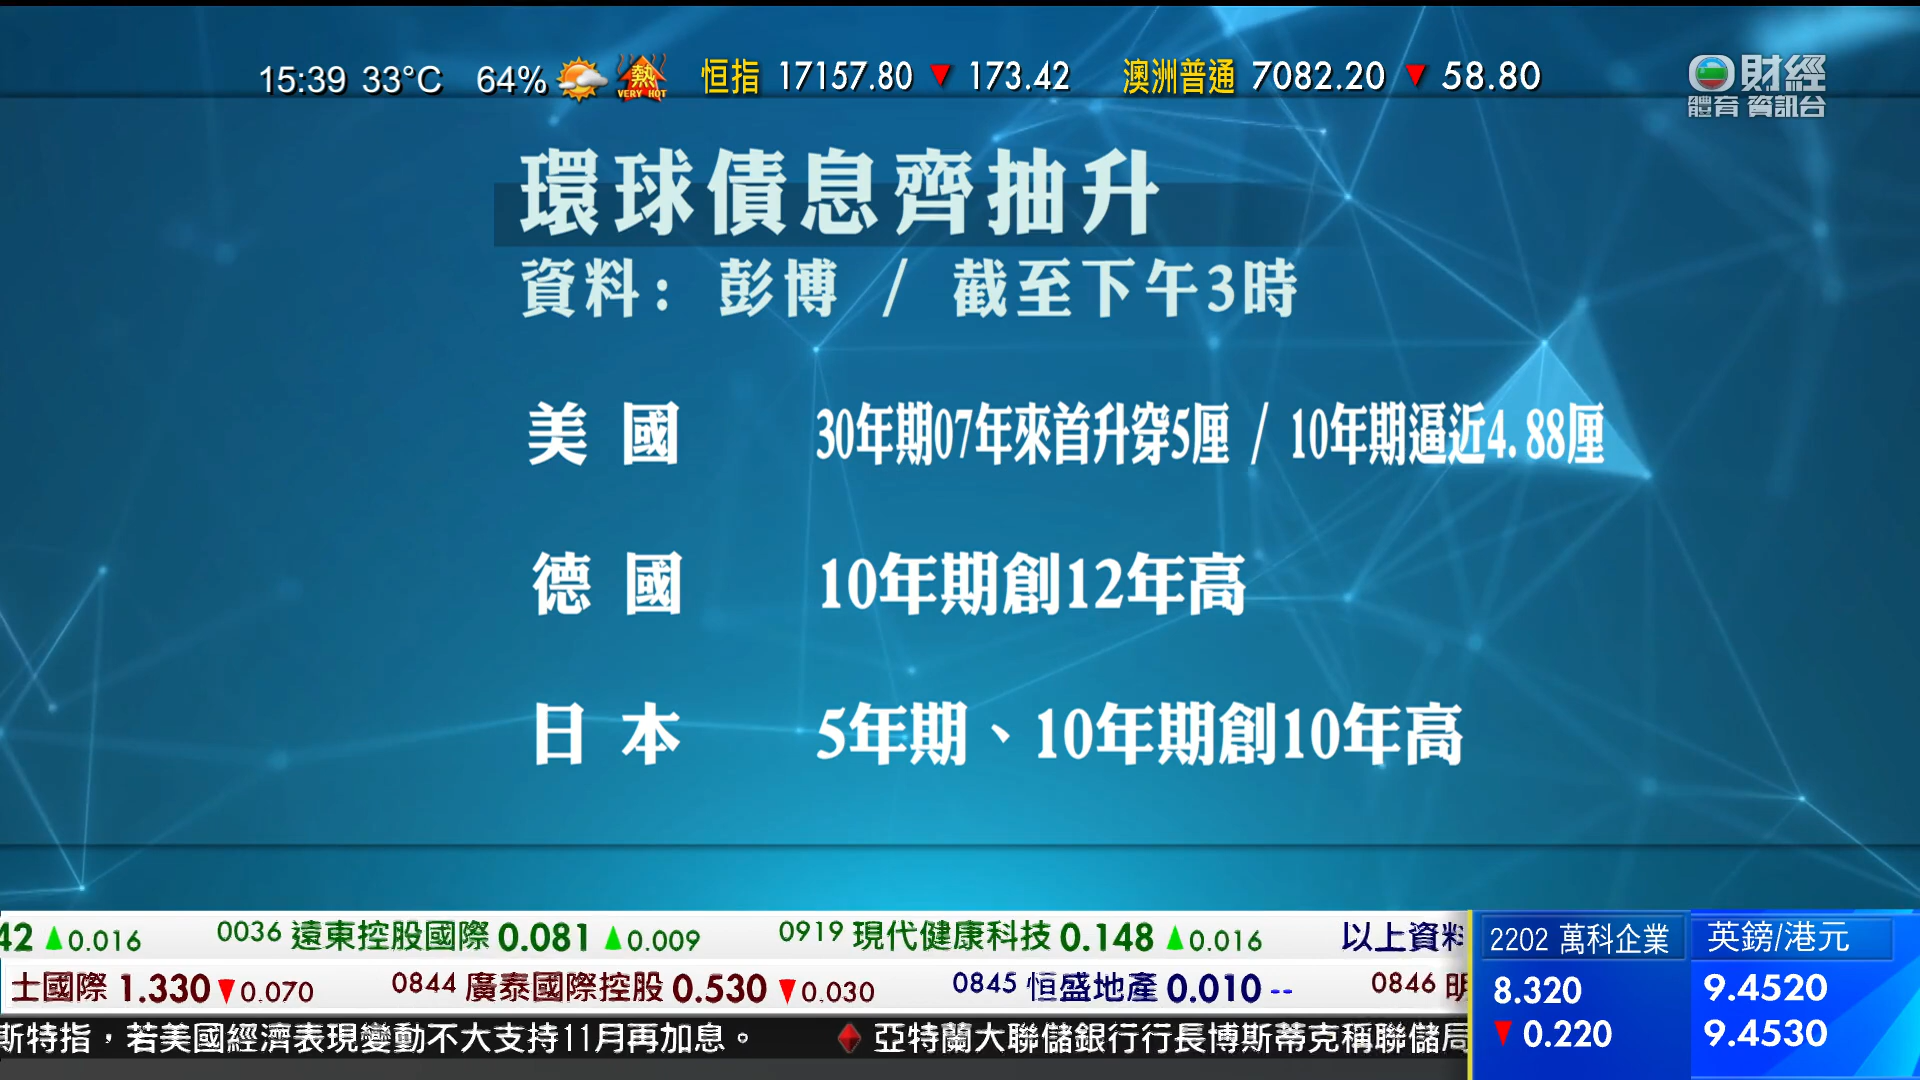 15:39 33°C 64% 熱 VERY HOT 恒指 17157.80 ▼ 173.42 澳洲普通 7082.20 ▼ 58.80
財經
體育 資訊台
環球債息齊抽升
資料：彭博 / 截至下午3時
美國 30年期07年來首升穿5厘 / 10年期逼近4.88厘
德國 10年期創12年高
日本 5年期、10年期創10年高
42 ▲0.016 0036 遠東控股國際 0.081 ▲0.009 0919 現代健康科技 0.148 ▲0.016 以上資料
士國際 1.330 ▼0.070 0844 廣泰國際控股 0.530 ▼0.030 0845 恒盛地產 0.010 -- 0846 明
斯特指，若美國經濟表現變動不大支持11月再加息。 ◆ 亞特蘭大聯儲銀行行長博斯蒂克稱聯儲局
2202 萬科企業
8.320
▼ 0.220
英鎊/港元
9.4520
9.4530